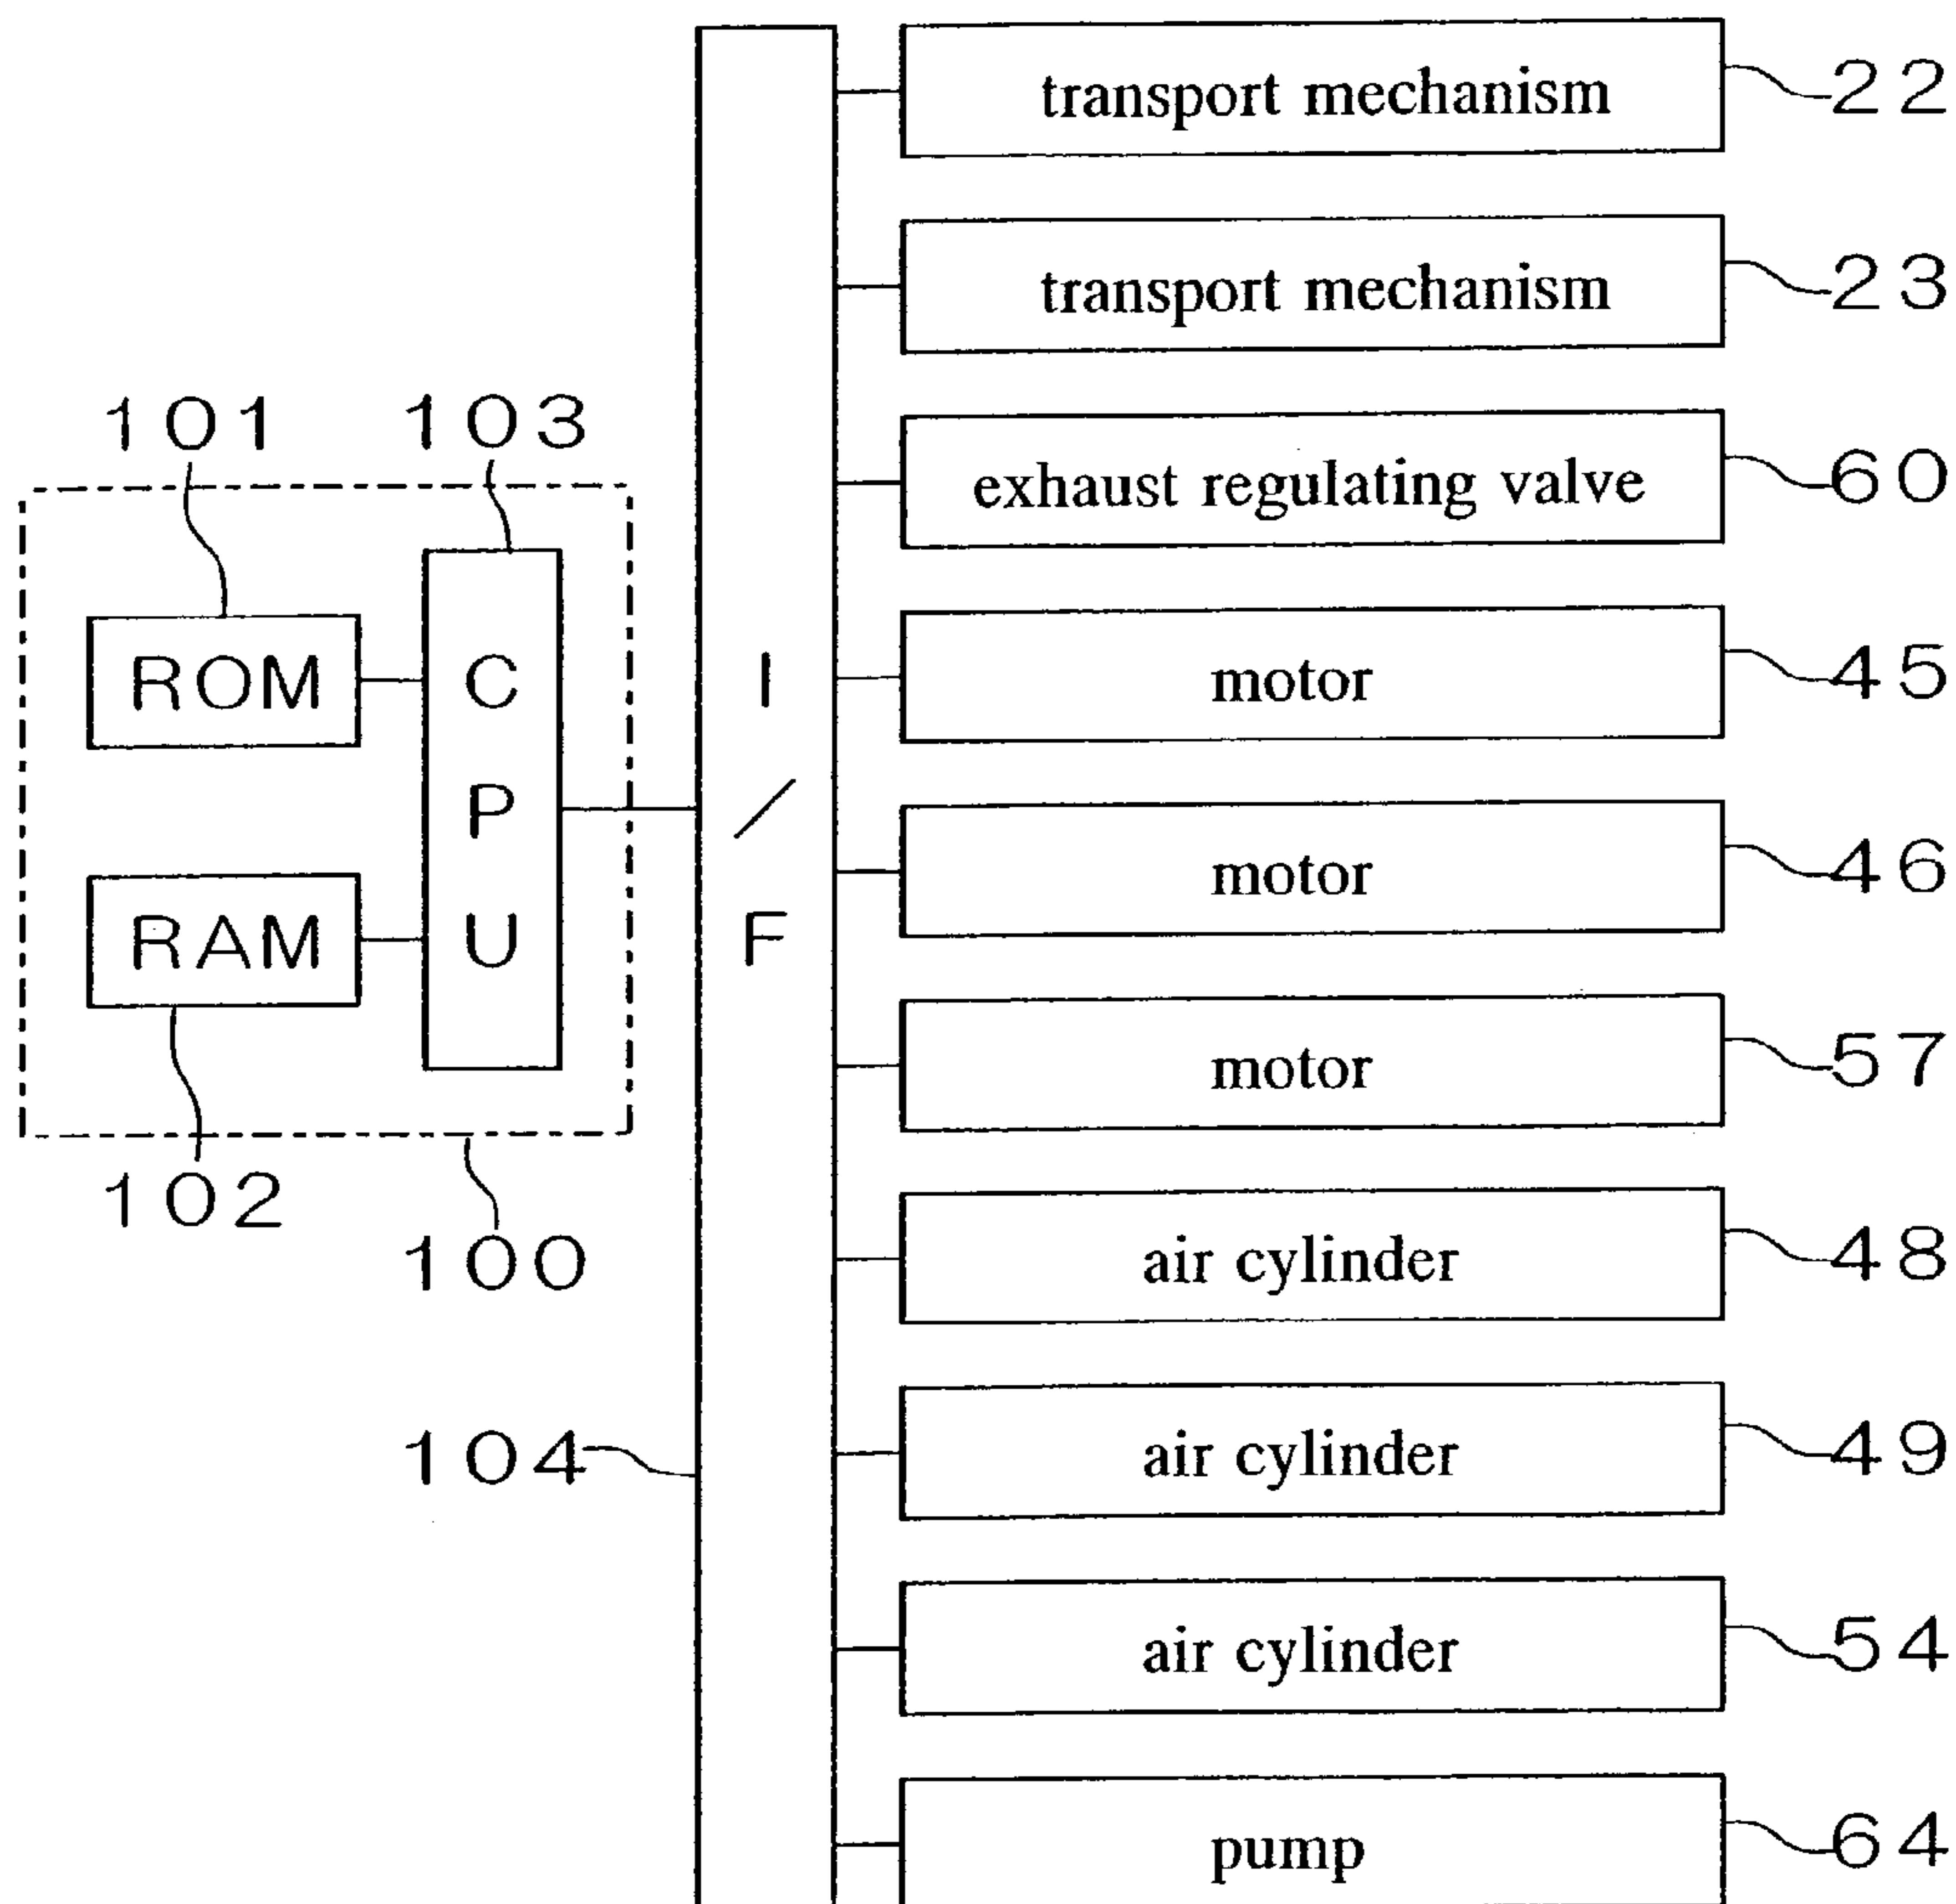 transport mechanism 22
transport mechanism 23
exhaust regulating valve 60
101 103
ROM
RAM
CPU
102
100
I/F
104
motor 45
motor 46
motor 57
air cylinder 48
air cylinder 49
air cylinder 54
pump 64